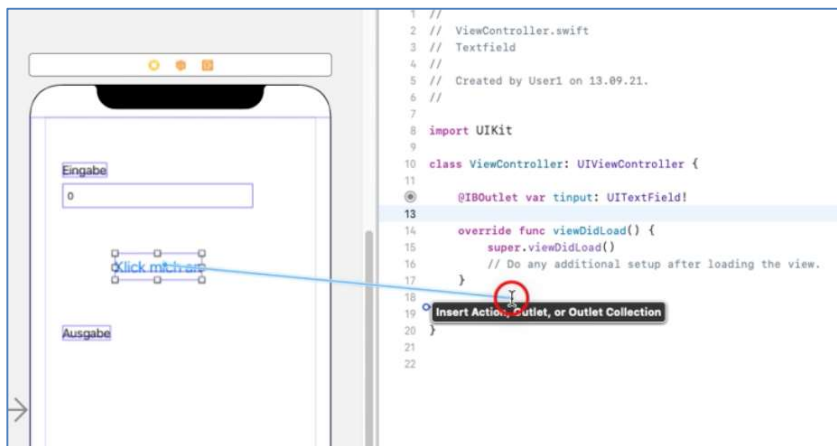 Eingabe
0
Klick mich an
Ausgabe
1 //
2 // ViewController.swift
3 // Textfield
4 //
5 // Created by User1 on 13.09.21.
6 //
7
8 import UIKit
9
10 class ViewController: UIViewController {
11
@IBOutlet var tinput: UITextField!
13
14 override func viewDidLoad() {
15 super.viewDidLoad()
16 // Do any additional setup after loading the view.
17 }
18
19 Insert Action, Outlet, or Outlet Collection
20 }
21
22